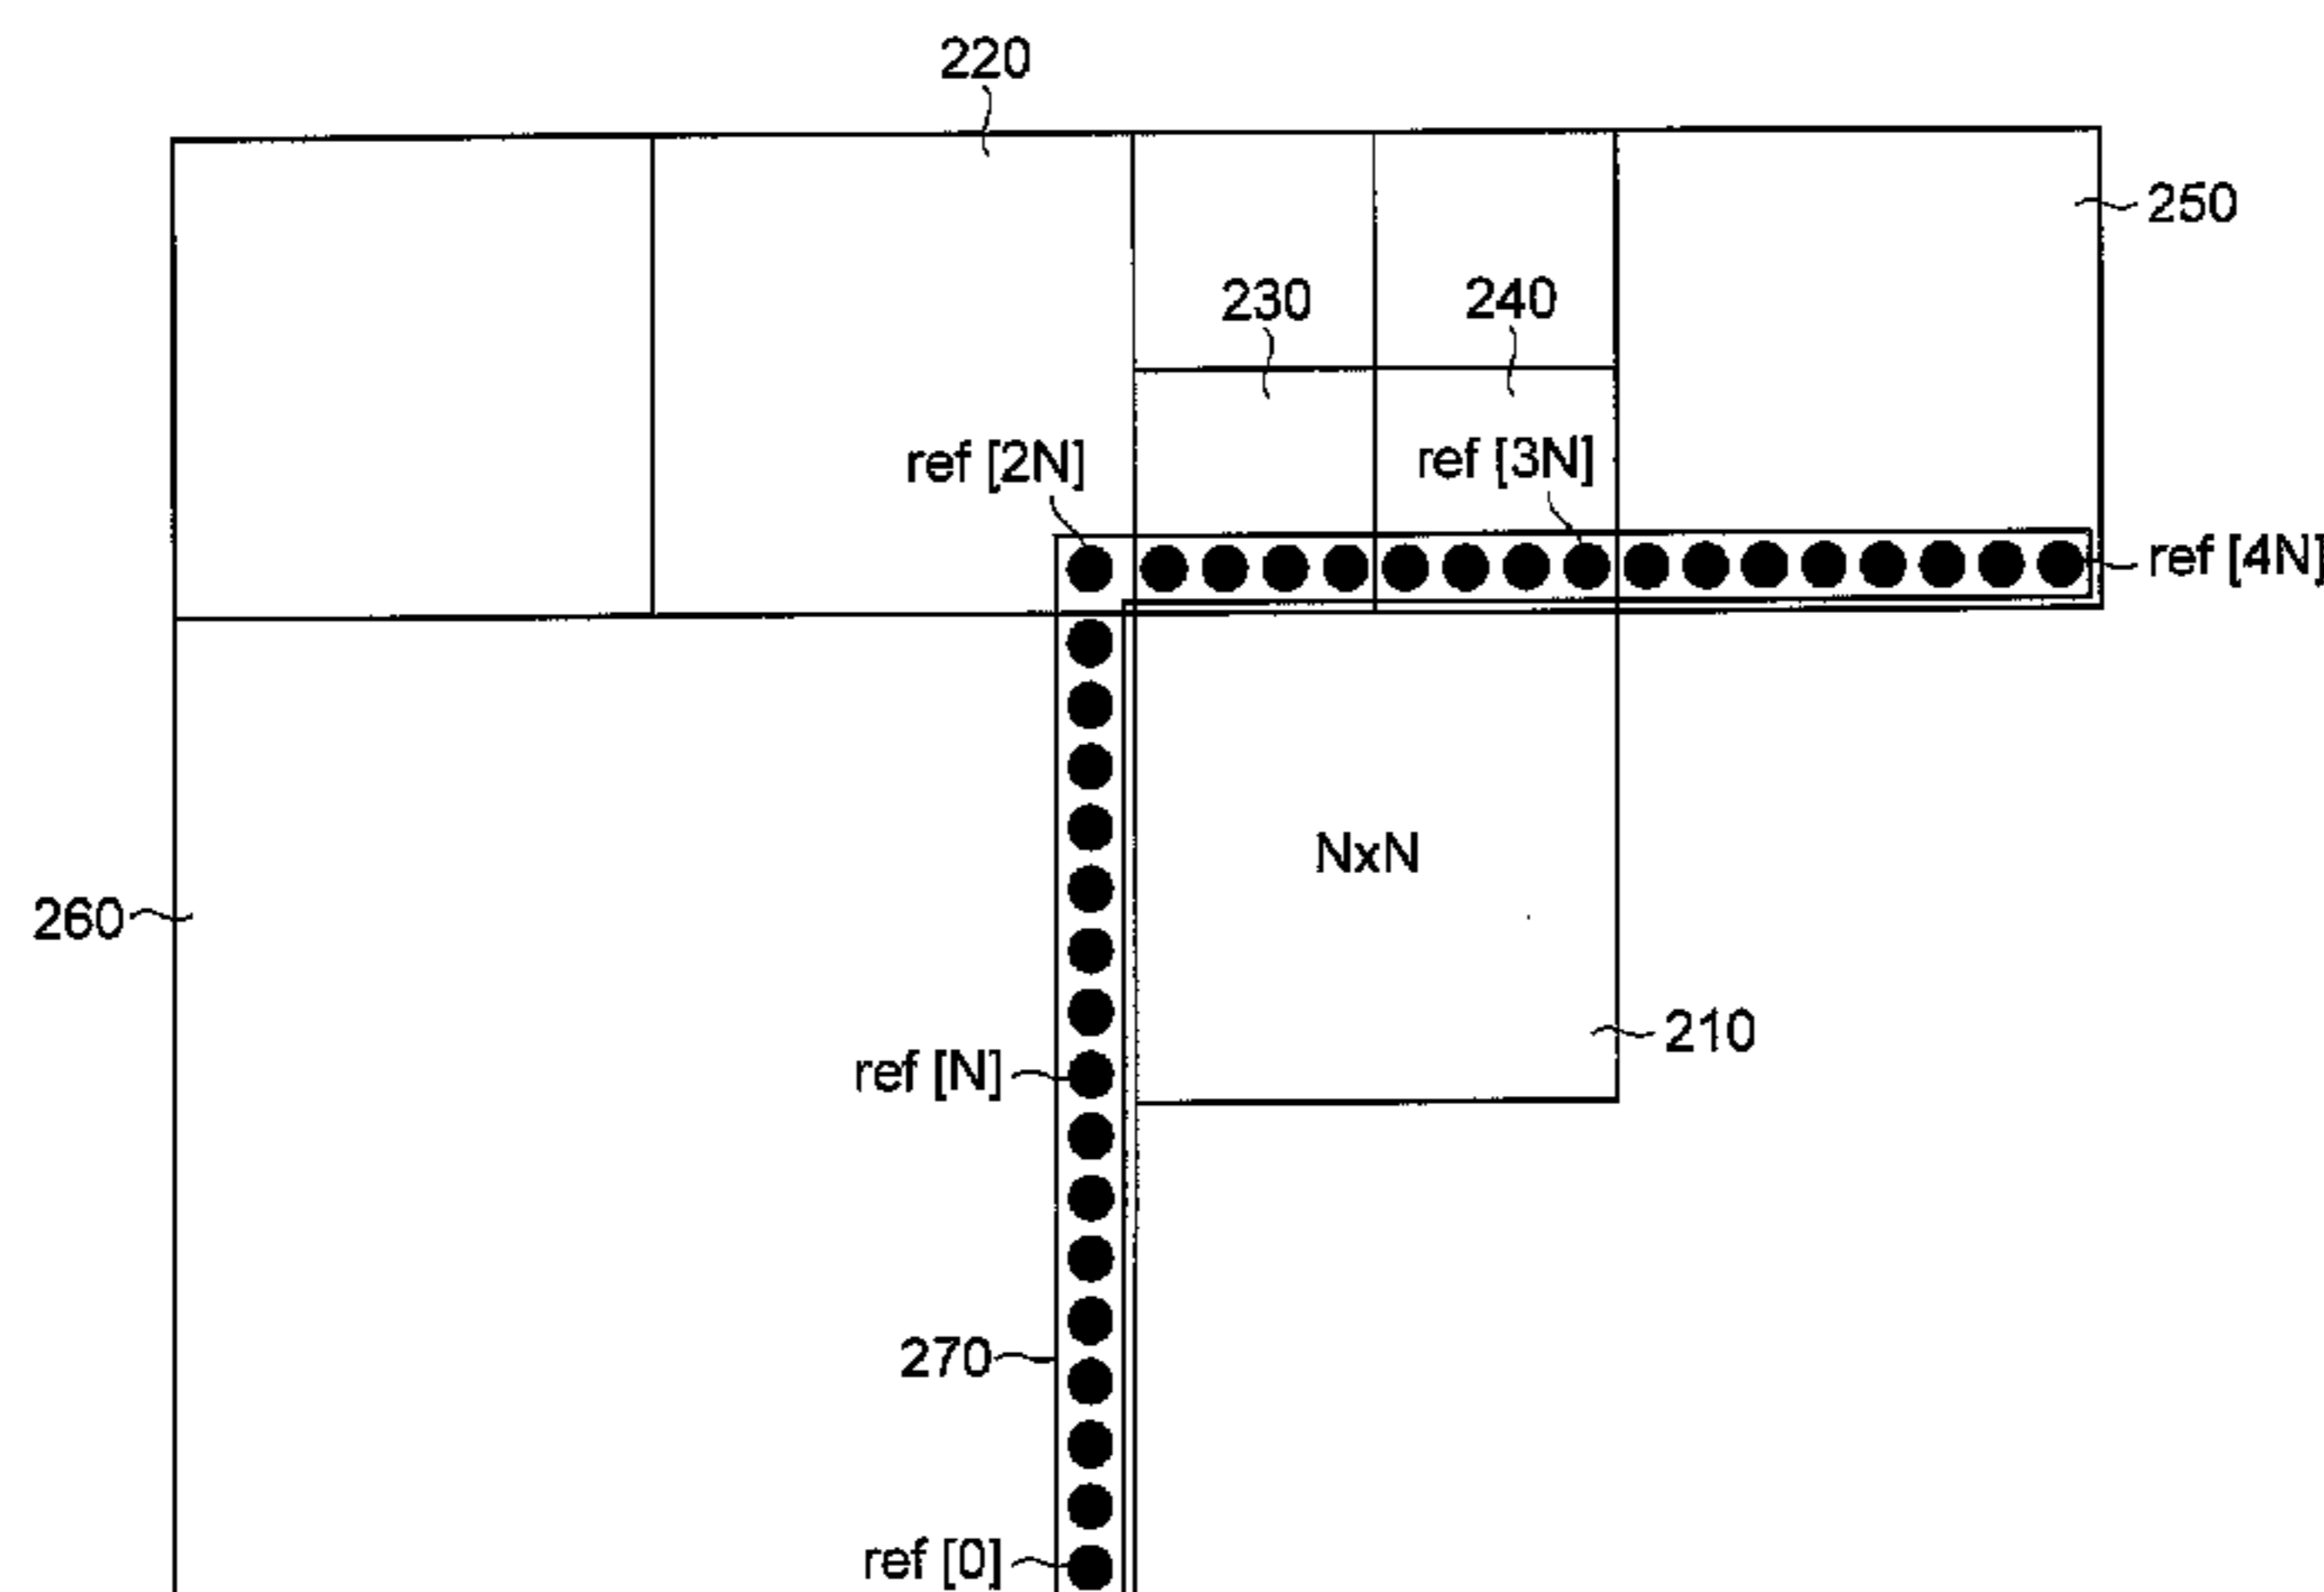 220
250
230
240
ref [2N]
ref [3N]
ref [4N]
NxN
260
210
ref [N]
270
ref [0]